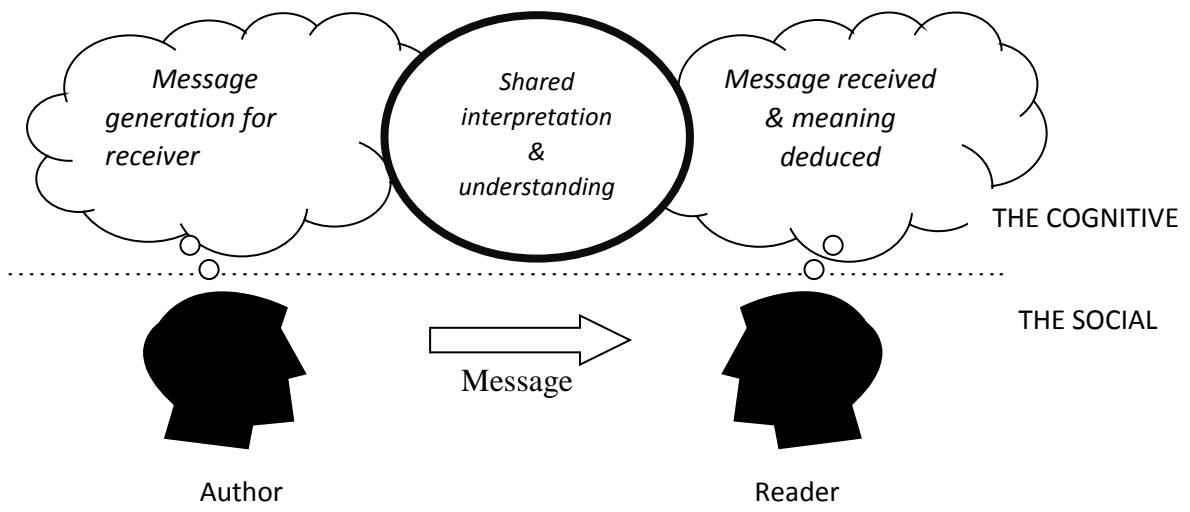 Message
generation for
receiver
Shared
interpretation
&
understanding
Message received
& meaning
deduced
THE COGNITIVE
THE SOCIAL
Message
Author
Reader